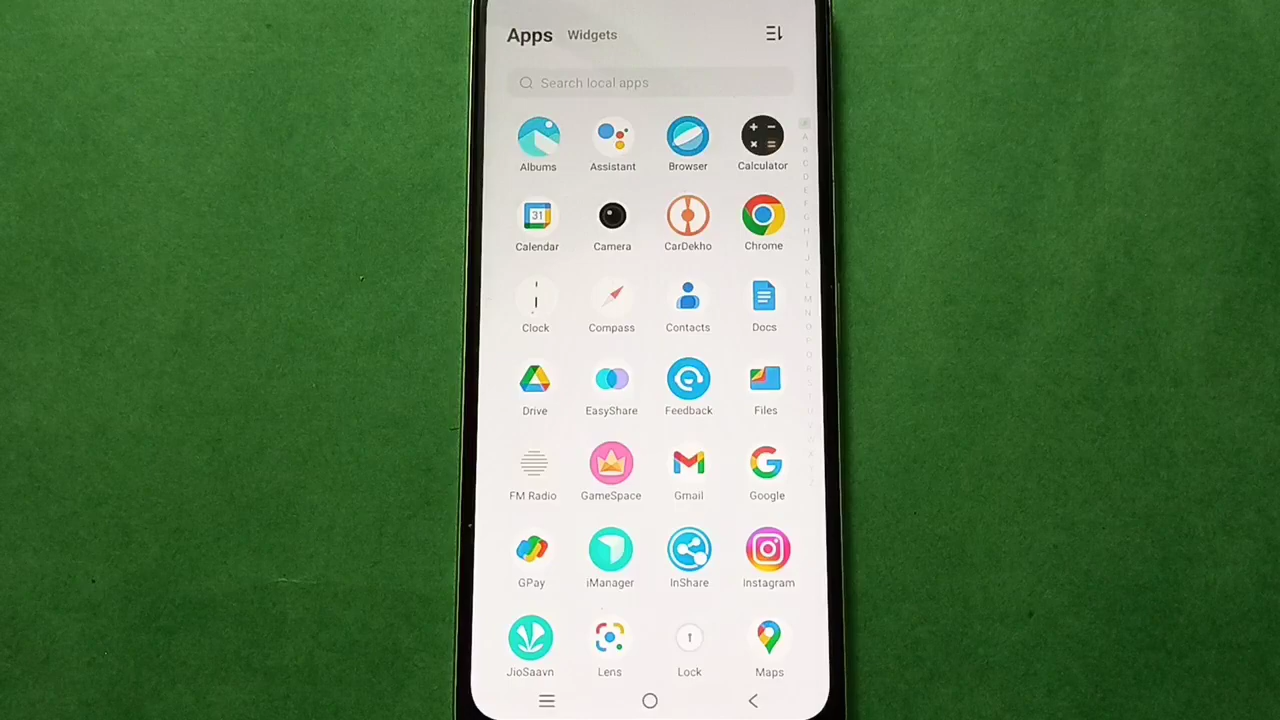 Apps Widgets
Search local apps
Albums Assistant Browser Calculator
31
Calendar Camera CarDekho Chrome
Clock Compass Contacts Docs
Drive EasyShare Feedback Files
FM Radio GameSpace Gmail Google
GPay iManager InShare Instagram
JioSaavn Lens Lock Maps